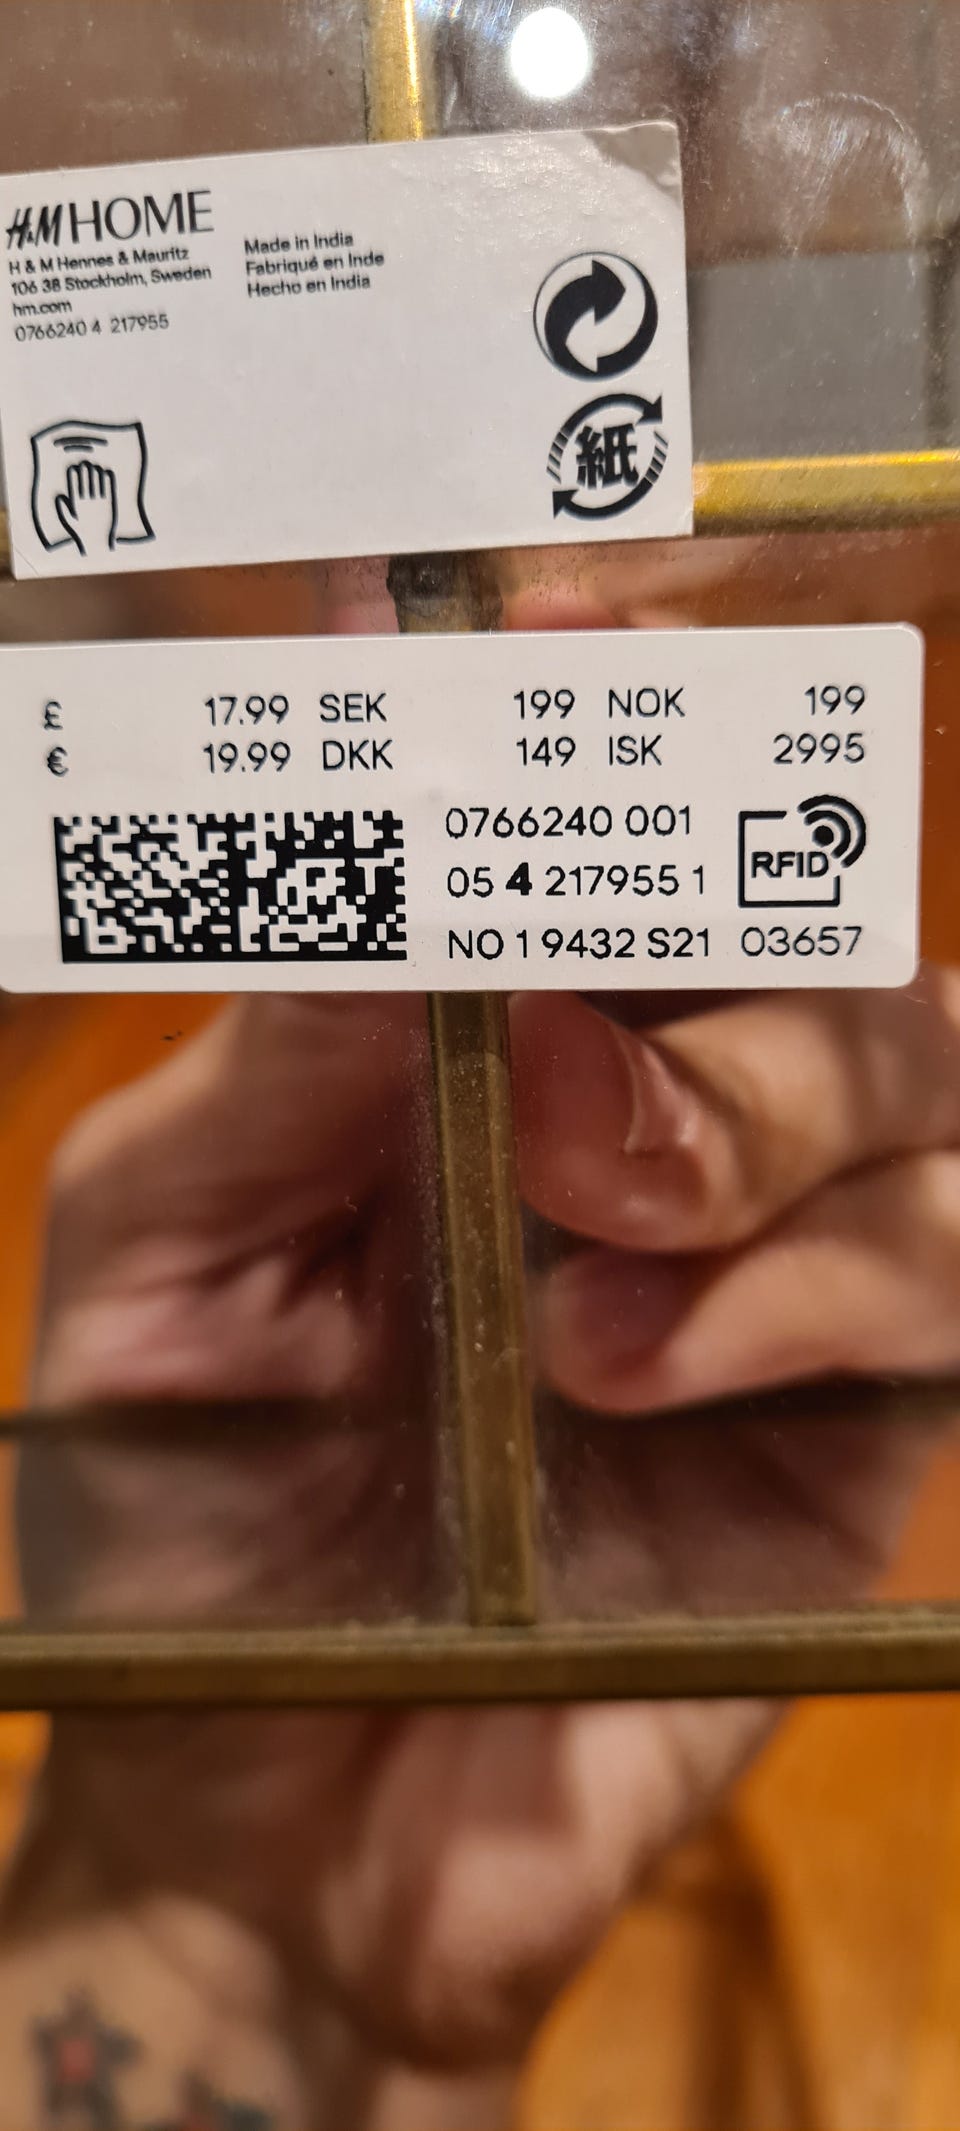 H&M HOME
H & M Hennes & Mauritz
106 38 Stockholm, Sweden
hm.com
0766240 4 217955
Made in India
Fabriqué en Inde
Hecho en India
紙
£ 17.99 SEK 199 NOK 199
€ 19.99 DKK 149 ISK 2995
0766240 001
05 4 217955 1
RFID
NO 1 9432 S21 03657